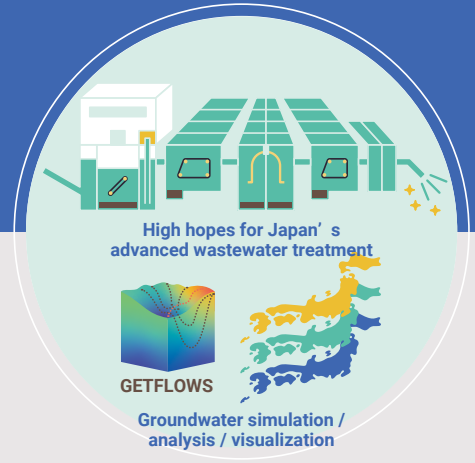 High hopes for Japan’ s
advanced wastewater treatment
GETFLOWS
Groundwater simulation /
analysis / visualization